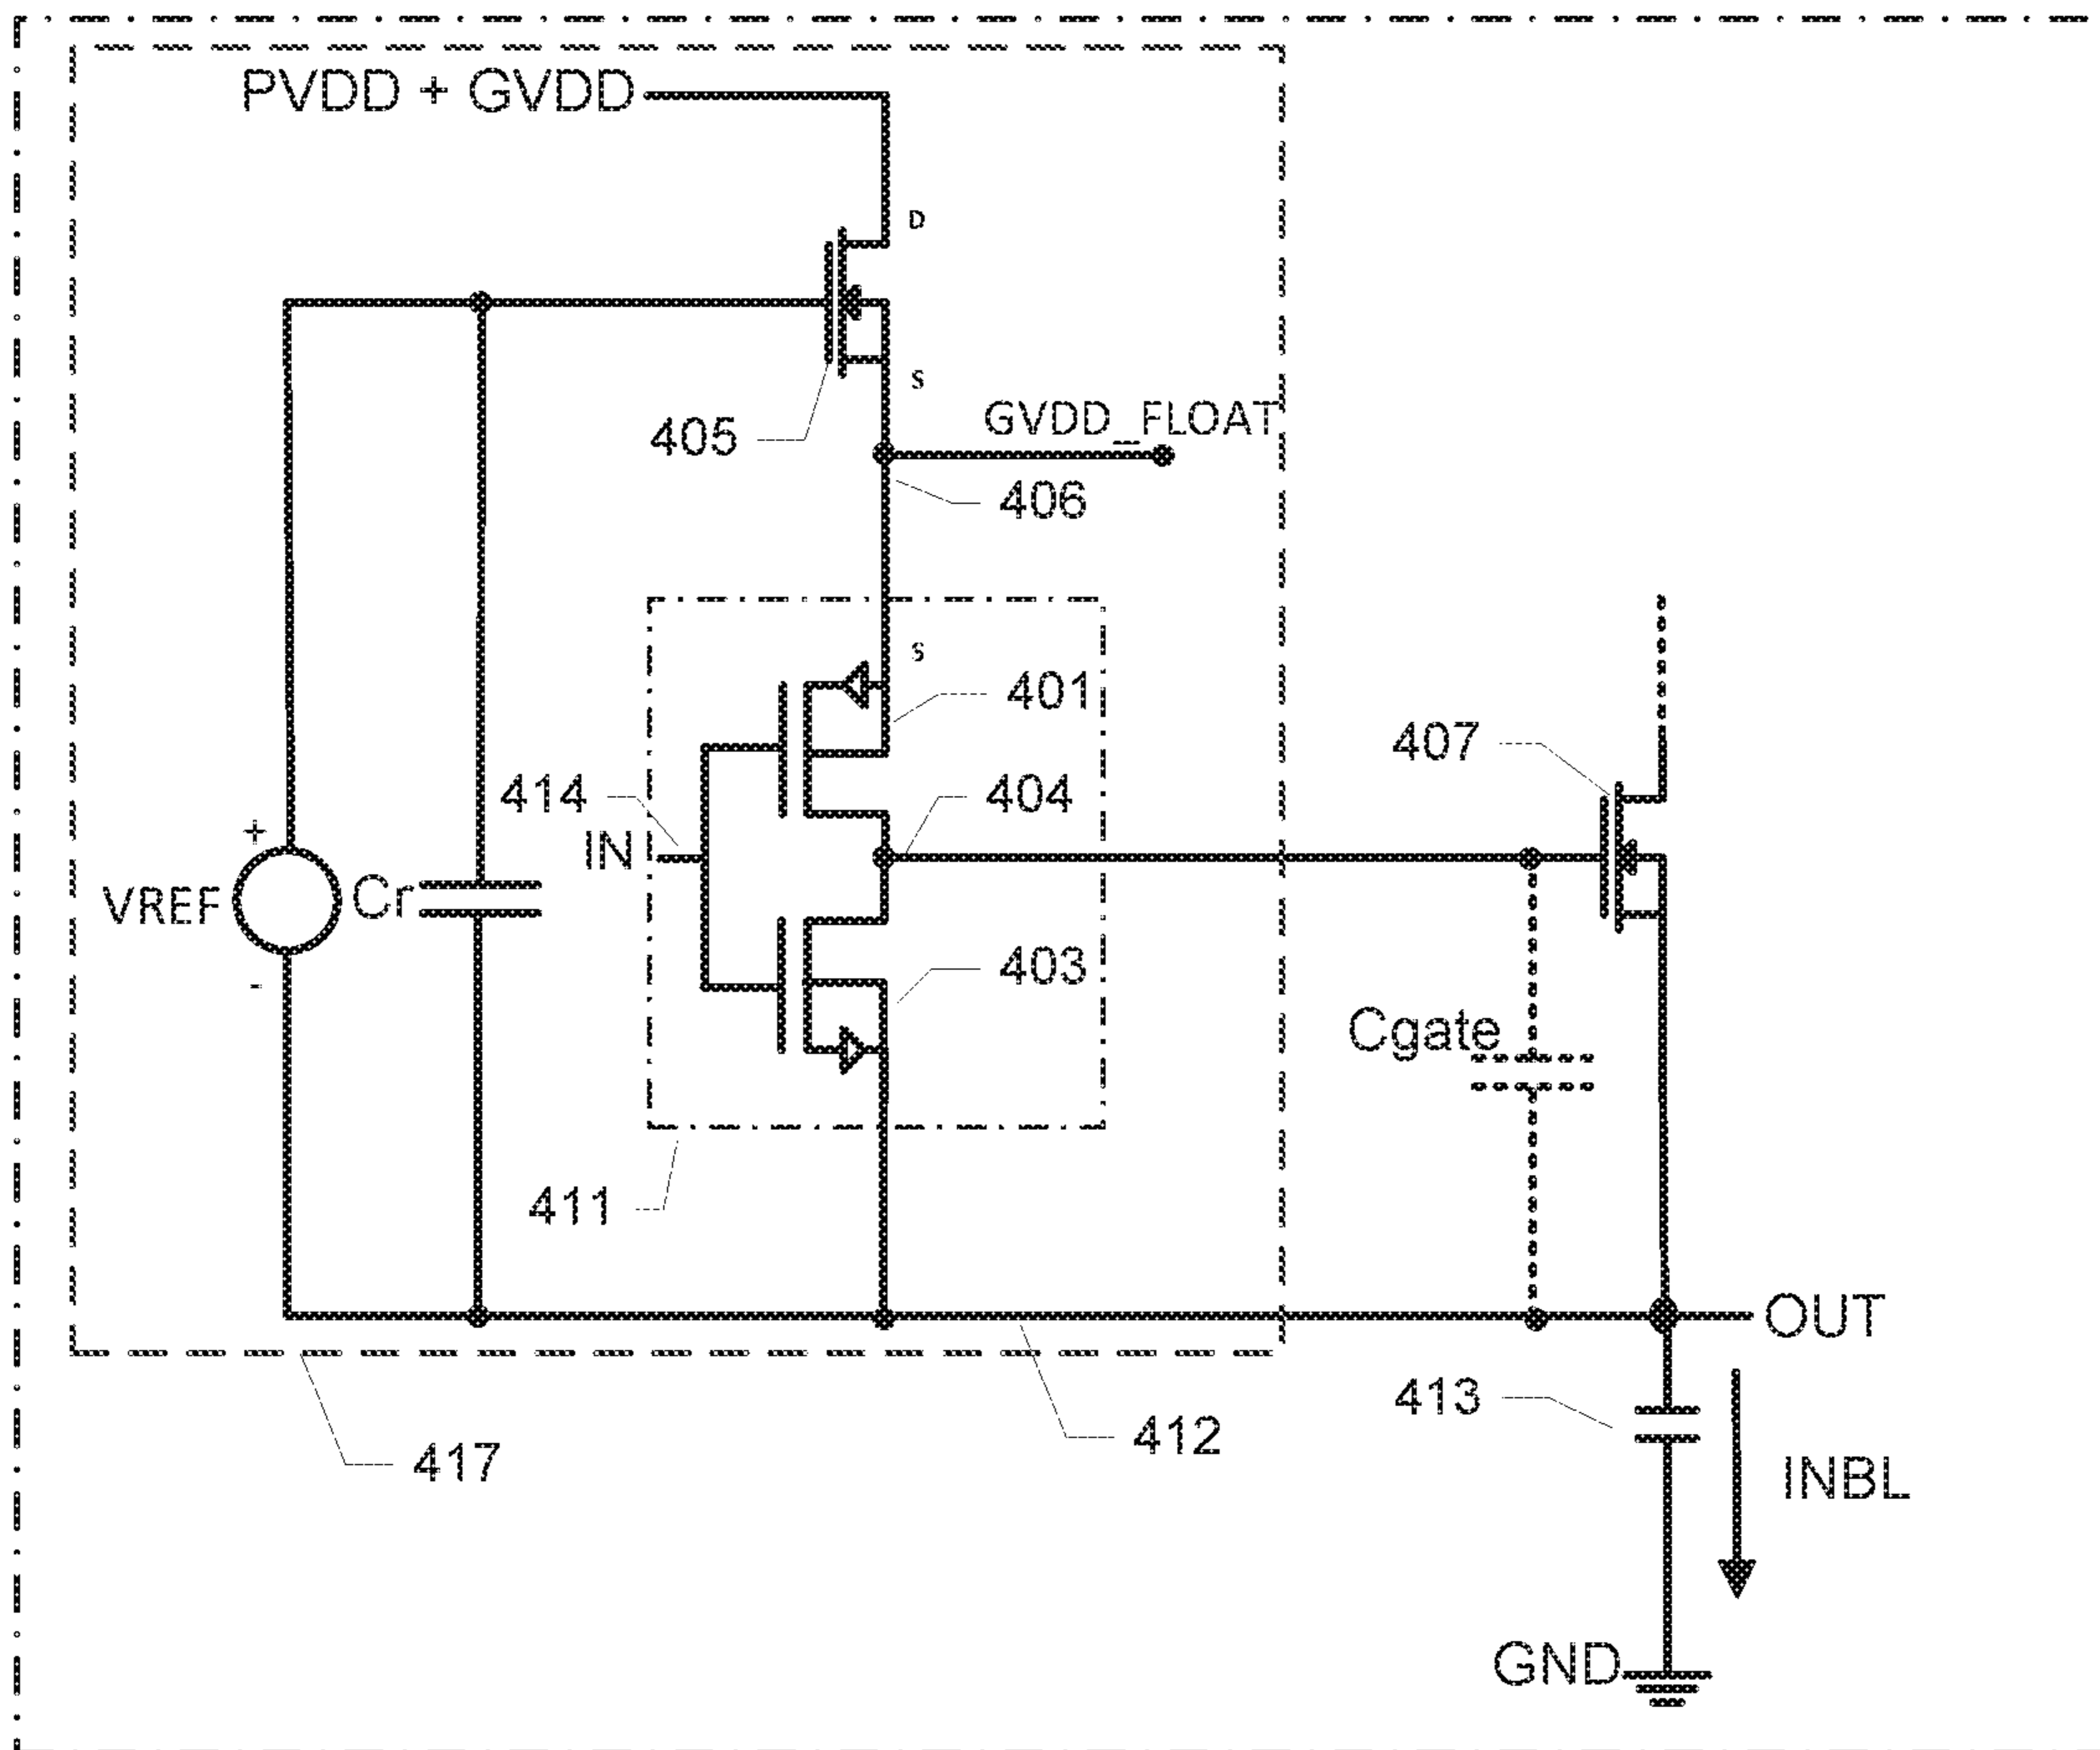 PVDD + GVDD
D
S
405
GVDD_FLOAT
406
S
401
407
414
404
IN
+
VREF
Cr
-
403
Cgate
411
OUT
413
412
417
INBL
GND